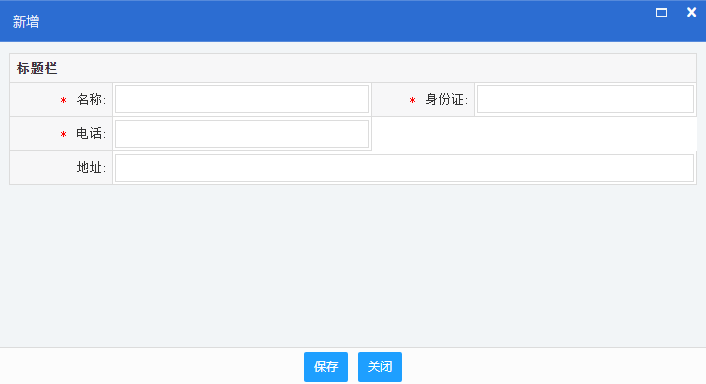 新增
标题栏
* 名称: * 身份证:
* 电话:
地址:
保存 关闭